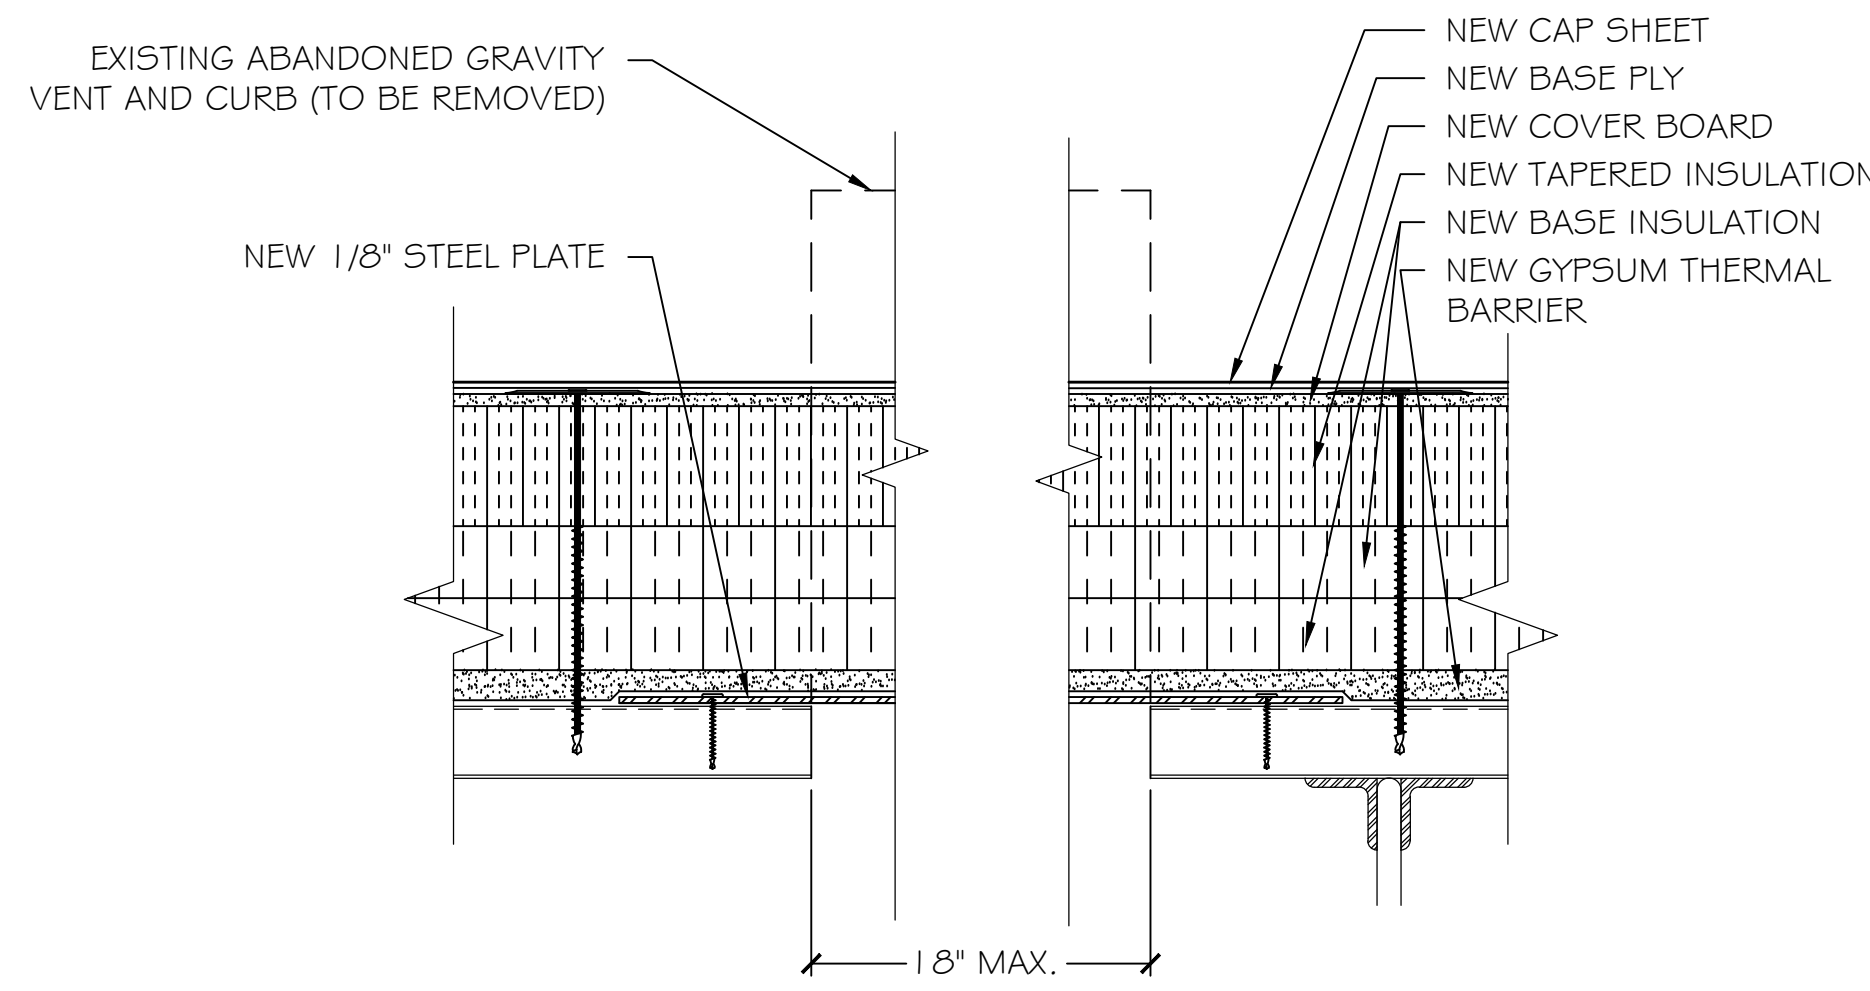 EXISTING ABANDONED GRAVITY
VENT AND CURB (TO BE REMOVED)
NEW 1/8" STEEL PLATE
NEW CAP SHEET
NEW BASE PLY
NEW COVER BOARD
NEW TAPERED INSULATION
NEW BASE INSULATION
NEW GYPSUM THERMAL
BARRIER
18" MAX.